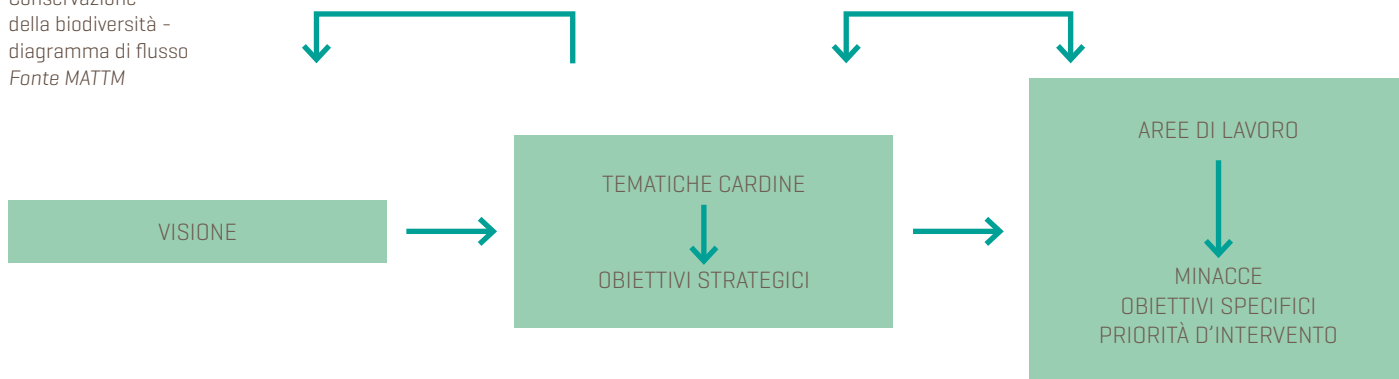 Conservazione
della biodiversità -
diagramma di flusso
Fonte MATTM
VISIONE
TEMATICHE CARDINE
OBIETTIVI STRATEGICI
AREE DI LAVORO
MINACCE
OBIETTIVI SPECIFICI
PRIORITÀ D'INTERVENTO